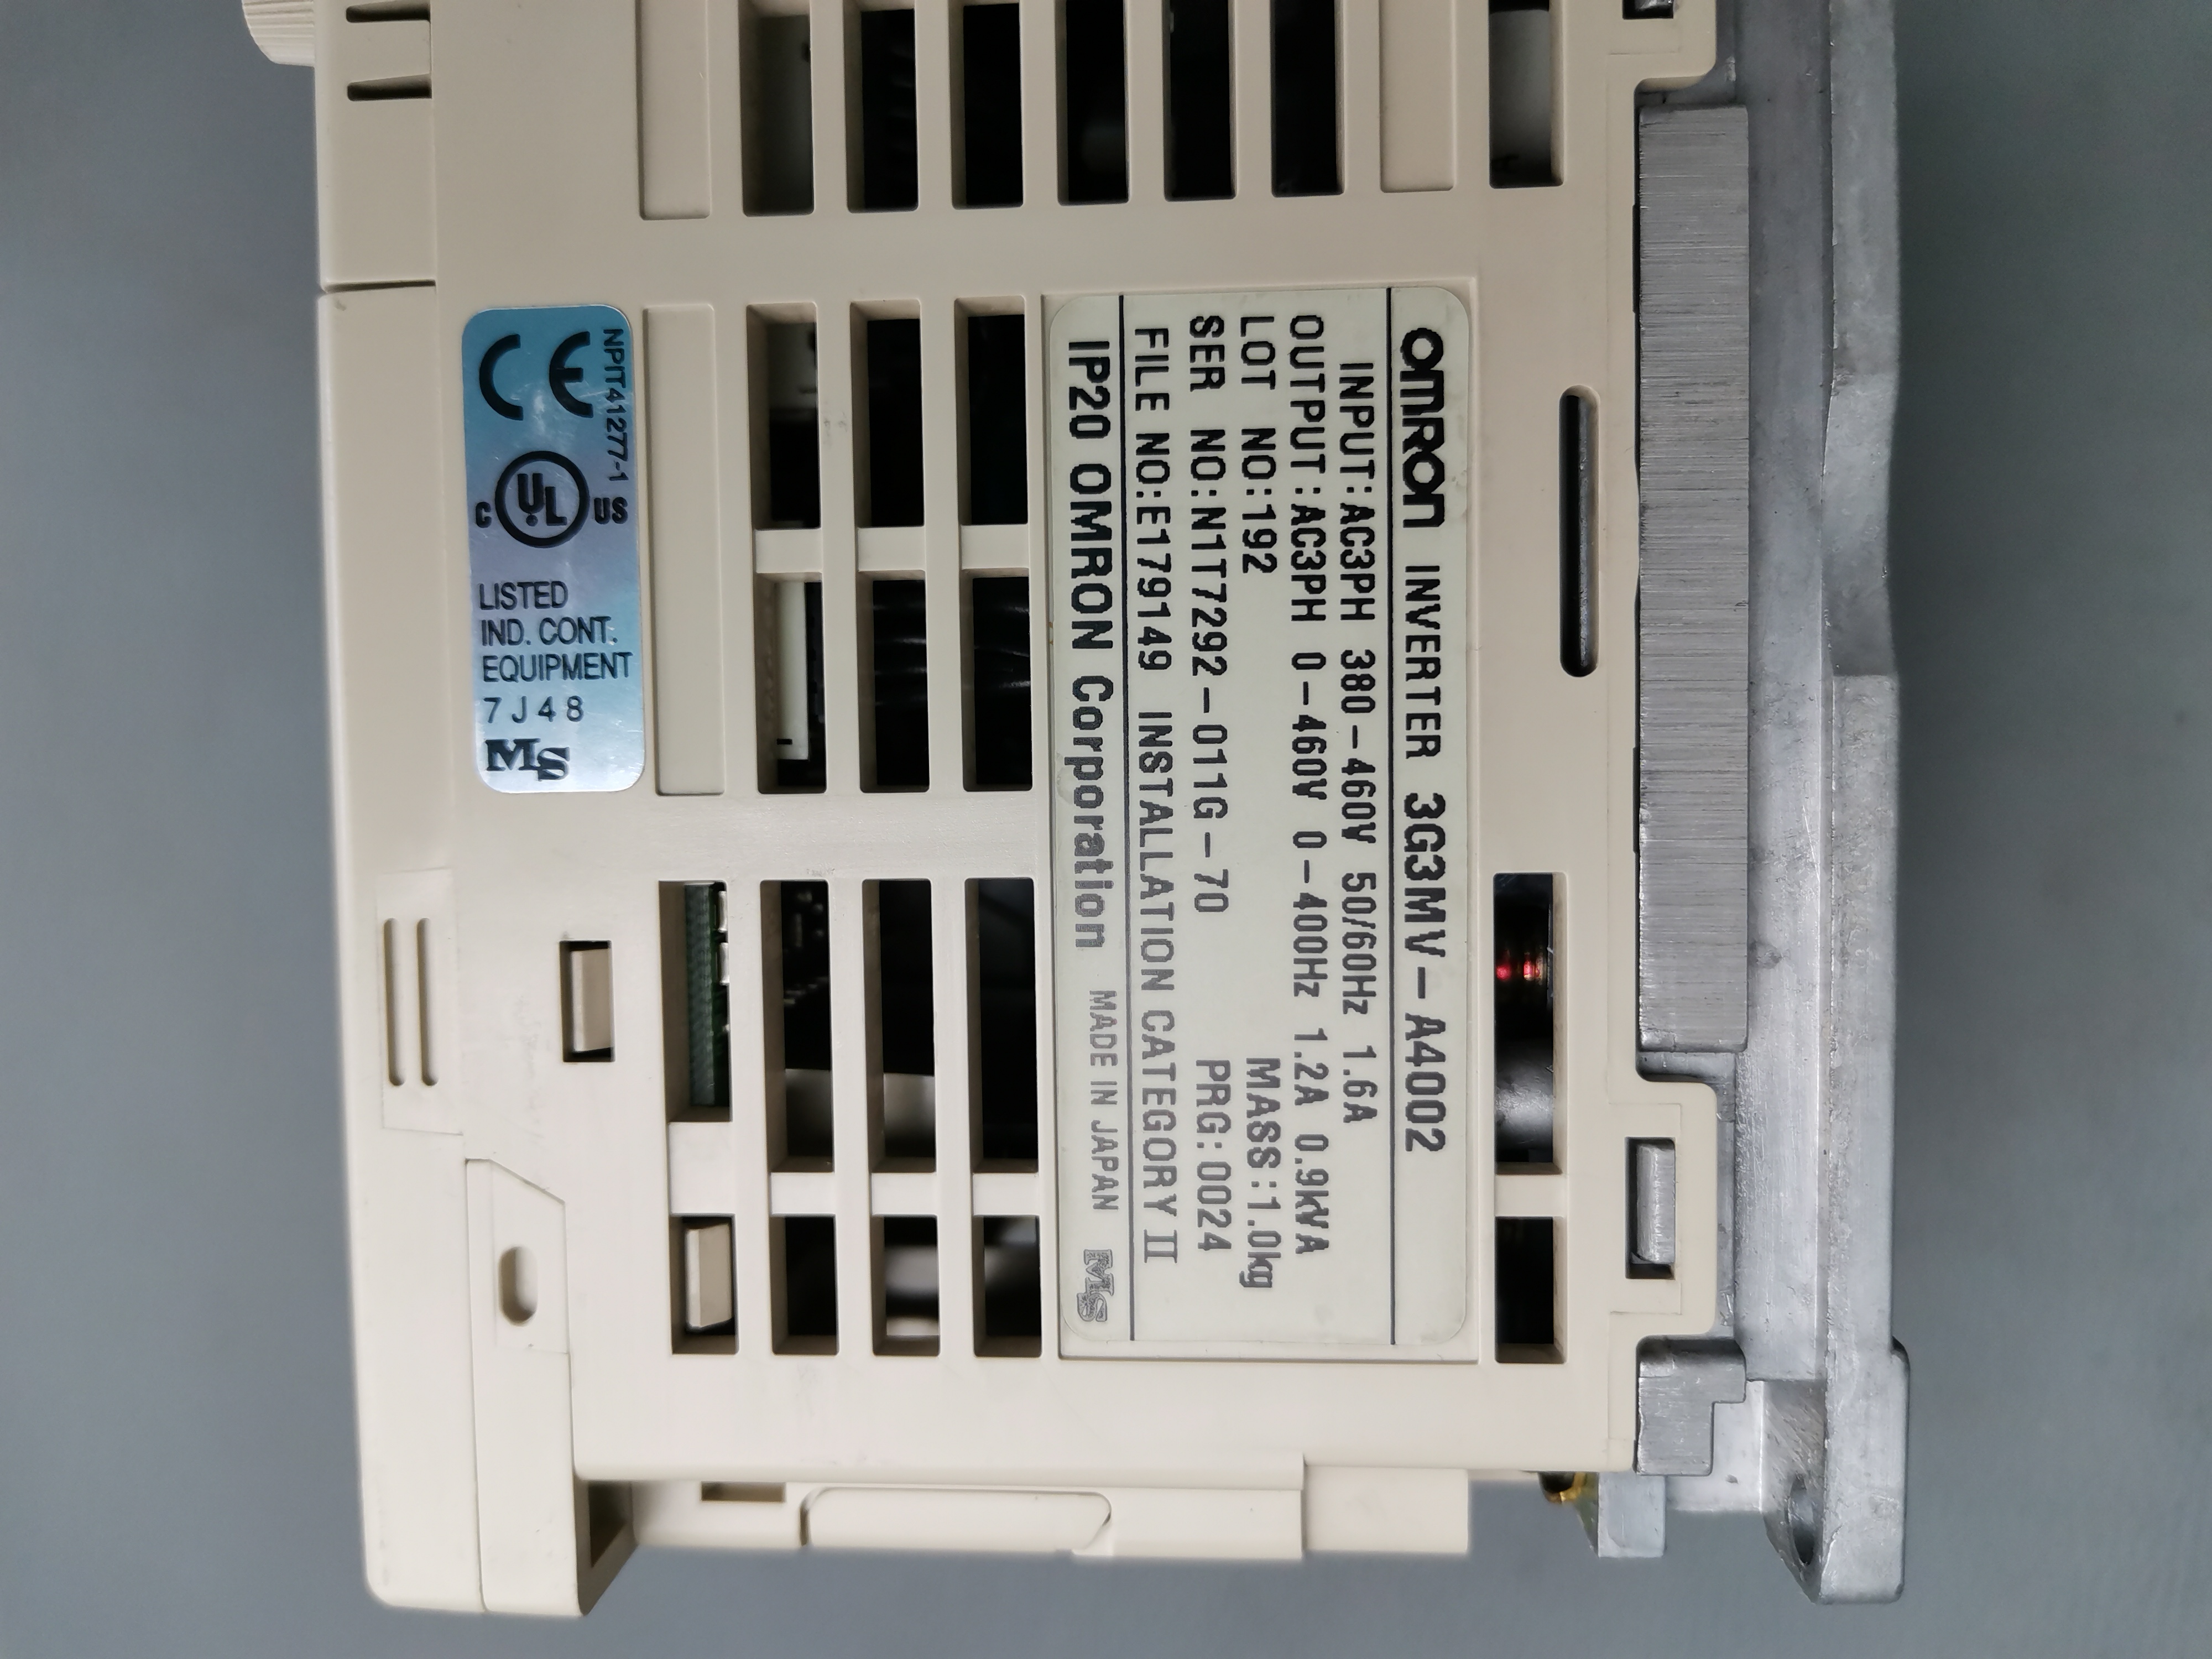 OMRON INVERTER 3G3MV-A4002
INPUT:AC3PH 380-460V 50/60Hz 1.6A
OUTPUT:AC3PH 0-460V 0-400Hz 1.2A 0.9kVA
LOT NO:192 MASS:1.0kg
SER NO:N1T7292-011G-70 PRG:0024
FILE NO:E179149 INSTALLATION CATEGORY II
IP20 OMRON Corporation MADE IN JAPAN MS
NPIT41277-1
CE
C UL US
LISTED
IND. CONT.
EQUIPMENT
7J48
MS